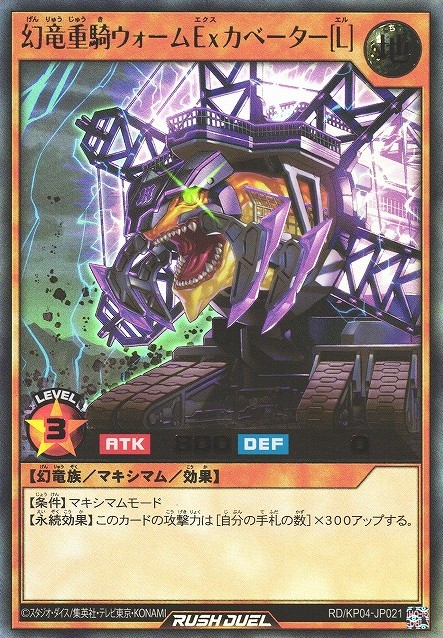 幻竜重騎ウォームExカベーター[L]
地
LEVEL
3
ATK 800 DEF 0
【幻竜族／マキシマム／効果】
【条件】マキシマムモード
【永続効果】このカードの攻撃力は[自分の手札の数]×300アップする。
©スタジオ・ダイス/集英社・テレビ東京・KONAMI RUSH DUEL RD/KP04-JP021